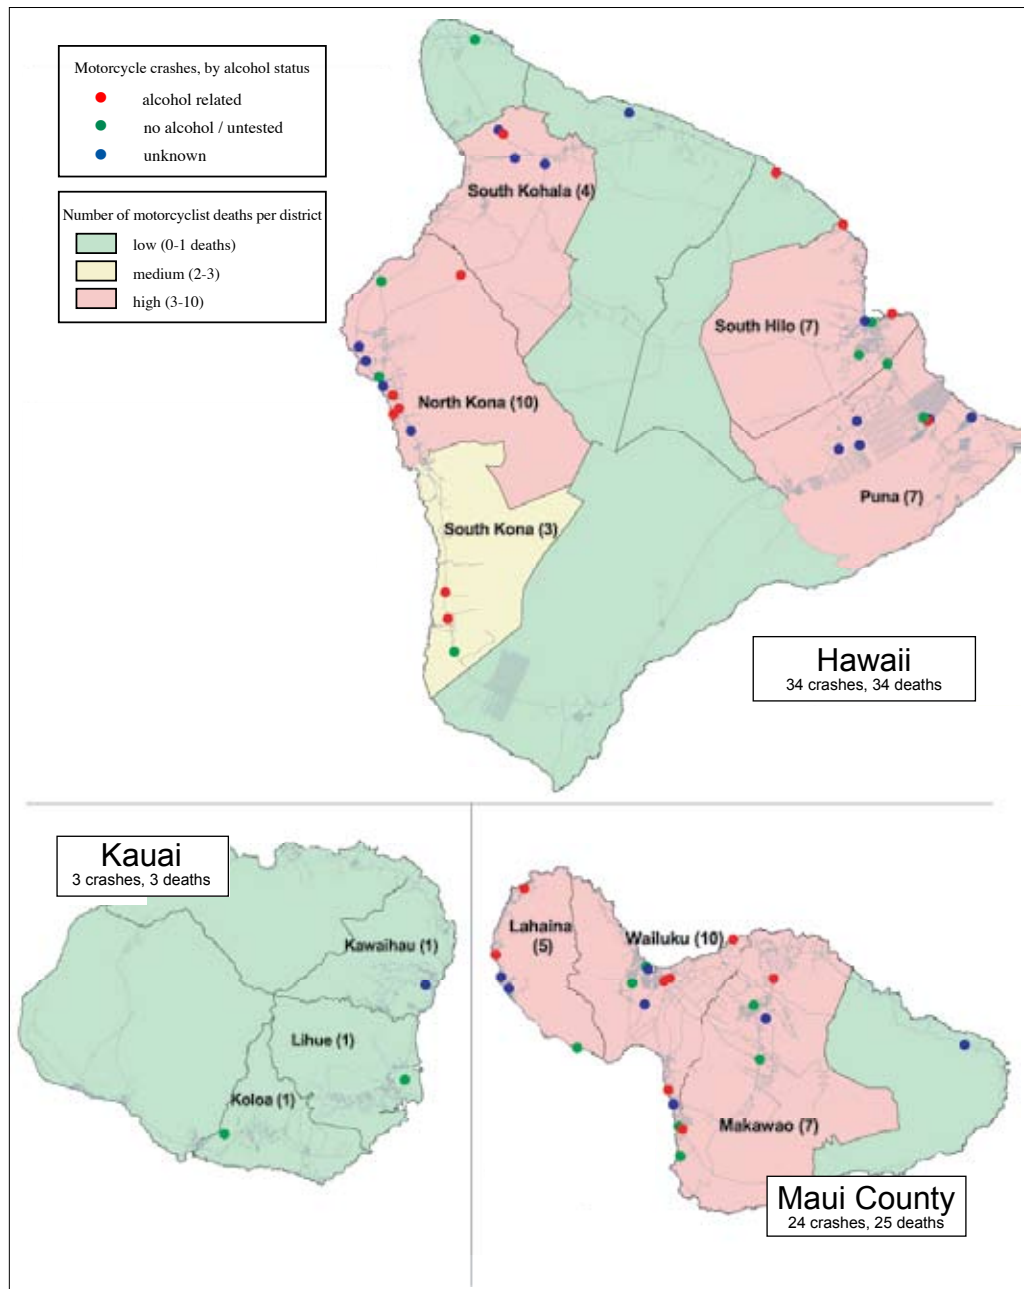 Motorcycle crashes, by alcohol status
alcohol related
no alcohol / untested
unknown
Number of motorcyclist deaths per district
low (0-1 deaths)
medium (2-3)
high (3-10)
South Kohala (4)
South Hilo (7)
North Kona (10)
Puna (7)
South Kona (3)
Hawaii
34 crashes, 34 deaths
Kauai
3 crashes, 3 deaths
Kawaihau (1)
Lihue (1)
Koloa (1)
Lahaina
(5)
Wailuku (10)
Makawao (7)
Maui County
24 crashes, 25 deaths